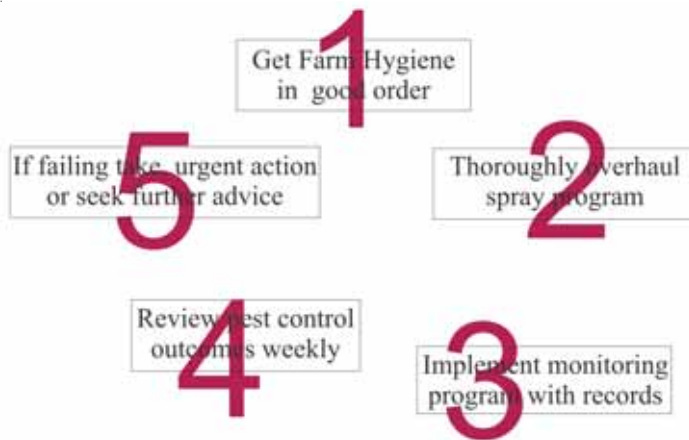 1
Get Farm Hygiene
in good order
2
Thoroughly overhaul
spray program
3
Implement monitoring
program with records
4
Review pest control
outcomes weekly
5
If failing take urgent action
or seek further advice